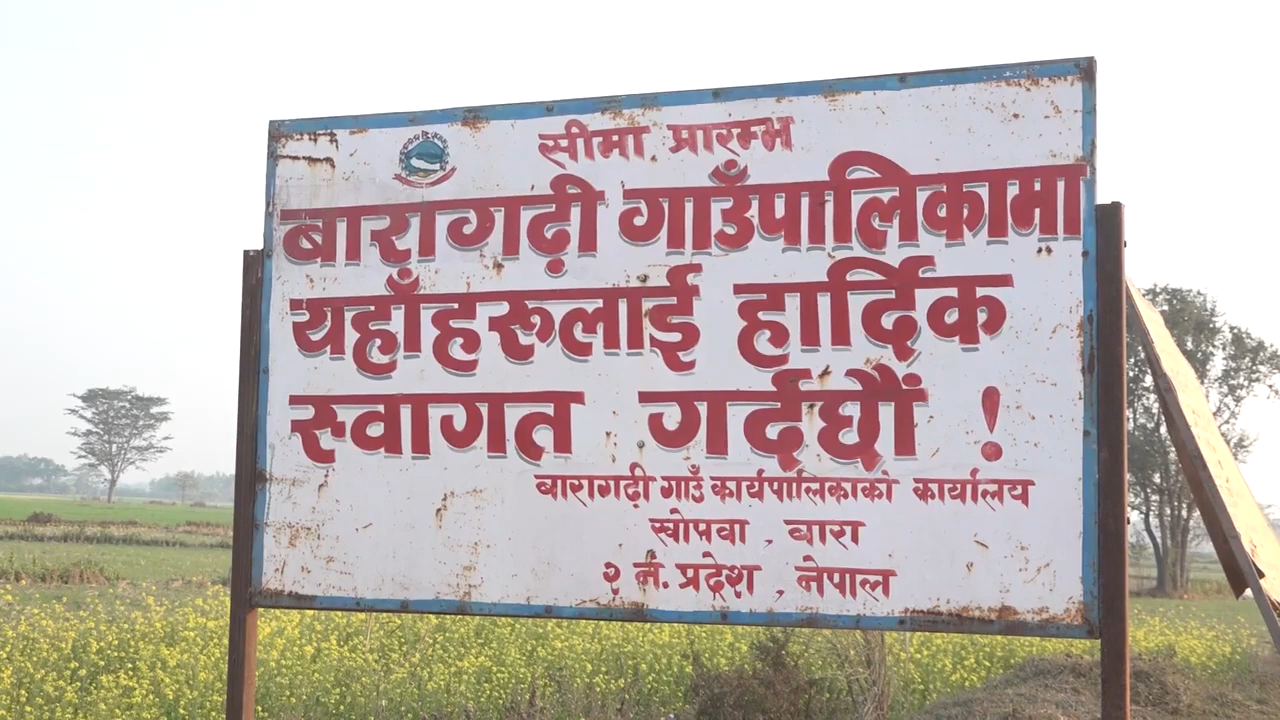 सीमा प्रारम्भ
बारागढ़ी गाउँपालिकामा
यहाँहरूलाई हार्दिक
स्वागत गर्दछौं !
बारागढ़ी गाउँ कार्यपालिकाको कार्यालय
खोपवा , बारा
२ नं. प्रदेश , नेपाल